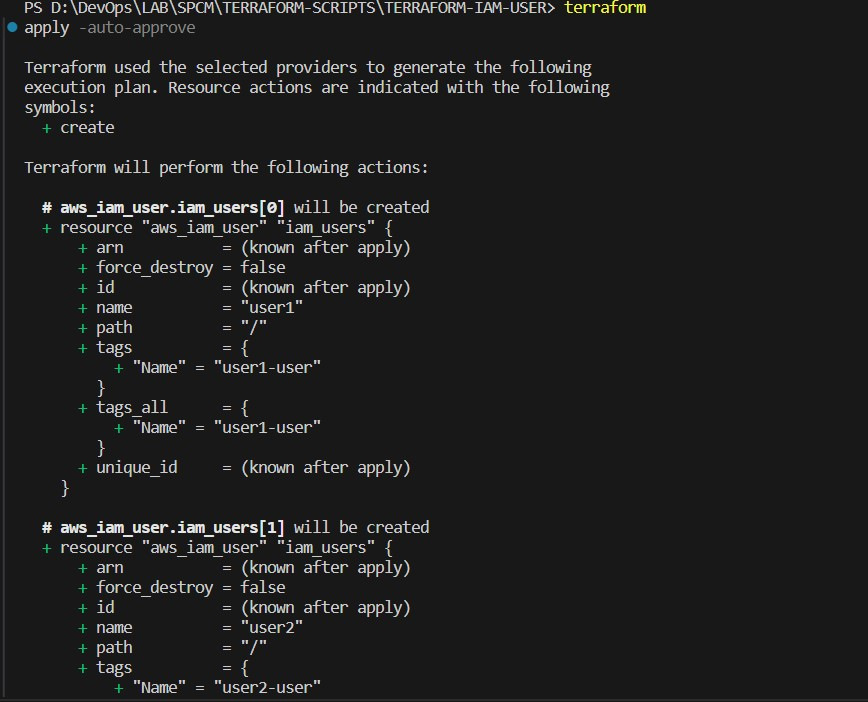 PS D:\DevOps\LAB\SPCM\TERRAFORM-SCRIPTS\TERRAFORM-IAM-USER> terraform
apply -auto-approve
Terraform used the selected providers to generate the following
execution plan. Resource actions are indicated with the following
symbols:
+ create
Terraform will perform the following actions:
# aws_iam_user.iam_users[0] will be created
+ resource "aws_iam_user" "iam_users" {
+ arn = (known after apply)
+ force_destroy = false
+ id = (known after apply)
+ name = "user1"
+ path = "/"
+ tags = {
+ "Name" = "user1-user"
}
+ tags_all = {
+ "Name" = "user1-user"
}
+ unique_id = (known after apply)
}
# aws_iam_user.iam_users[1] will be created
+ resource "aws_iam_user" "iam_users" {
+ arn = (known after apply)
+ force_destroy = false
+ id = (known after apply)
+ name = "user2"
+ path = "/"
+ tags = {
+ "Name" = "user2-user"